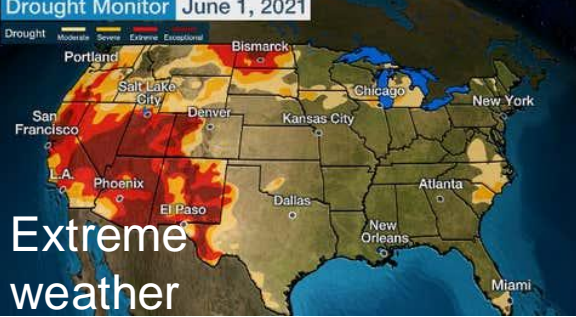 Drought Monitor June 1, 2021
Drought Moderate Severe Extreme Exceptional
Portland
Bismarck
Salt Lake
City
Chicago
New York
San
Francisco
Denver
Kansas City
L.A.
Phoenix
Atlanta
El Paso
Dallas
New
Orleans
Miami
Extreme
weather